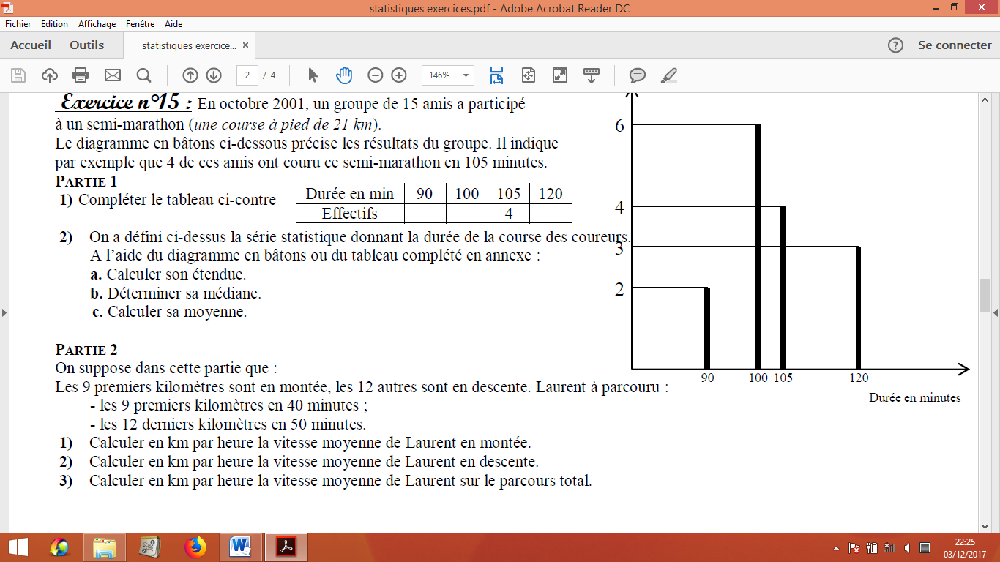 statistiques exercices.pdf - Adobe Acrobat Reader DC
Fichier Edition Affichage Fenêtre Aide
Accueil Outils statistiques exercice... × ? Se connecter
2 / 4 146%
Exercice n°15 : En octobre 2001, un groupe de 15 amis a participé
à un semi-marathon (une course à pied de 21 km).
Le diagramme en bâtons ci-dessous précise les résultats du groupe. Il indique
par exemple que 4 de ces amis ont couru ce semi-marathon en 105 minutes.
PARTIE 1
1) Compléter le tableau ci-contre
Durée en min 90 100 105 120
Effectifs 4
2) On a défini ci-dessus la série statistique donnant la durée de la course des coureurs.
A l'aide du diagramme en bâtons ou du tableau complété en annexe :
a. Calculer son étendue.
b. Déterminer sa médiane.
c. Calculer sa moyenne.
6
4
3
2
90 100 105 120
Durée en minutes
PARTIE 2
On suppose dans cette partie que :
Les 9 premiers kilomètres sont en montée, les 12 autres sont en descente. Laurent à parcouru :
- les 9 premiers kilomètres en 40 minutes ;
- les 12 derniers kilomètres en 50 minutes.
1) Calculer en km par heure la vitesse moyenne de Laurent en montée.
2) Calculer en km par heure la vitesse moyenne de Laurent en descente.
3) Calculer en km par heure la vitesse moyenne de Laurent sur le parcours total.
22:25
03/12/2017